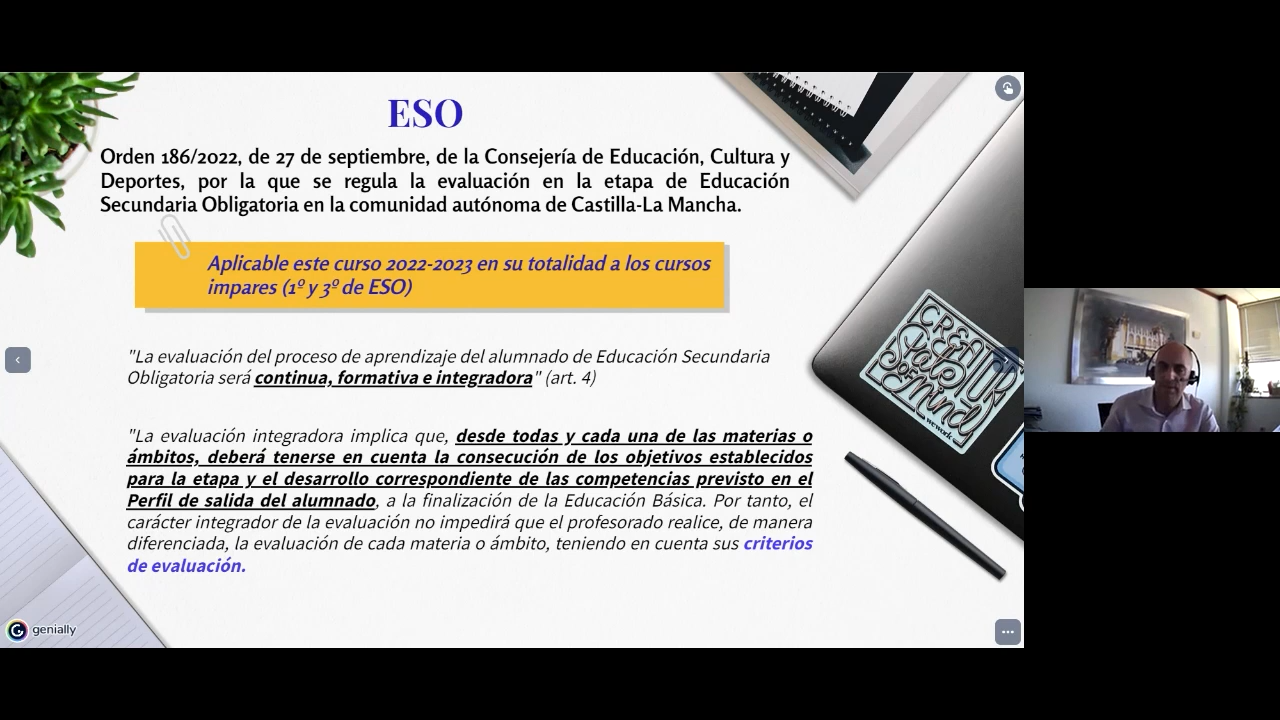 ESO
Orden 186/2022, de 27 de septiembre, de la Consejería de Educación, Cultura y
Deportes, por la que se regula la evaluación en la etapa de Educación
Secundaria Obligatoria en la comunidad autónoma de Castilla-La Mancha.
Aplicable este curso 2022-2023 en su totalidad a los cursos
impares (1º y 3º de ESO)
"La evaluación del proceso de aprendizaje del alumnado de Educación Secundaria
Obligatoria será continua, formativa e integradora" (art. 4)
"La evaluación integradora implica que, desde todas y cada una de las materias o
ámbitos, deberá tenerse en cuenta la consecución de los objetivos establecidos
para la etapa y el desarrollo correspondiente de las competencias previsto en el
Perfil de salida del alumnado, a la finalización de la Educación Básica. Por tanto, el
carácter integrador de la evaluación no impedirá que el profesorado realice, de manera
diferenciada, la evaluación de cada materia o ámbito, teniendo en cuenta sus criterios
de evaluación.
CREATE
State
OF
Mind
wework
genially